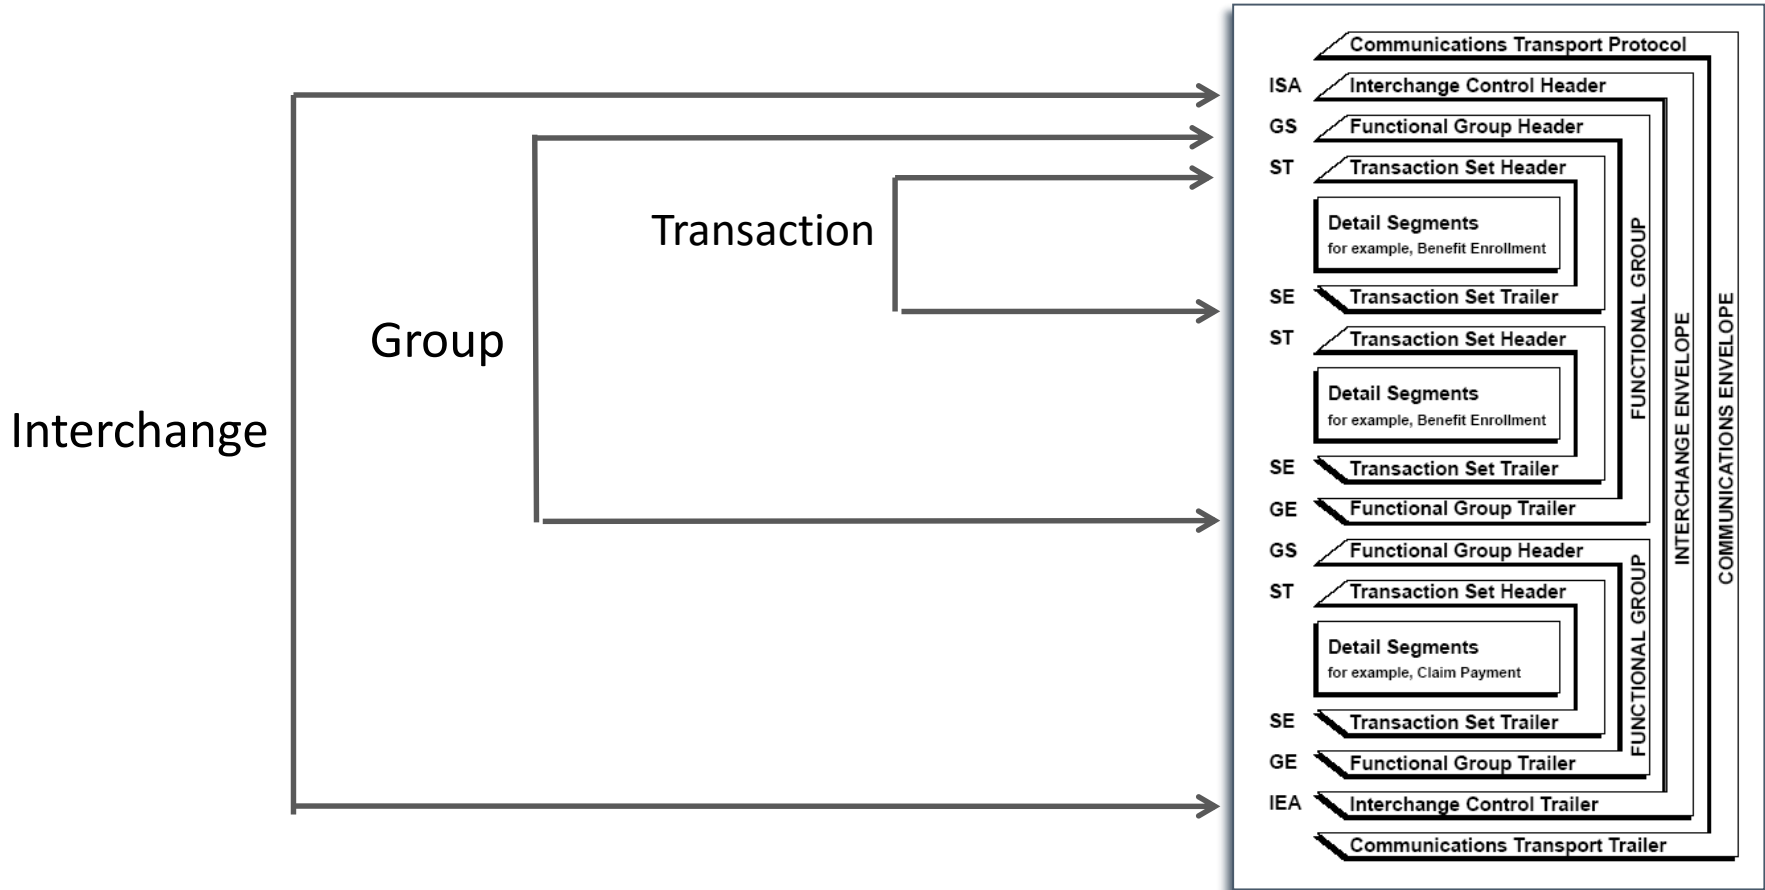 Communications Transport Protocol
ISA Interchange Control Header
GS Functional Group Header
ST Transaction Set Header
Transaction
Detail Segments
for example, Benefit Enrollment
SE Transaction Set Trailer
Group
ST Transaction Set Header
Detail Segments
for example, Benefit Enrollment
Interchange
SE Transaction Set Trailer
GE Functional Group Trailer
GS Functional Group Header
ST Transaction Set Header
Detail Segments
for example, Claim Payment
SE Transaction Set Trailer
GE Functional Group Trailer
IEA Interchange Control Trailer
Communications Transport Trailer
FUNCTIONAL GROUP
FUNCTIONAL GROUP
INTERCHANGE ENVELOPE
COMMUNICATIONS ENVELOPE